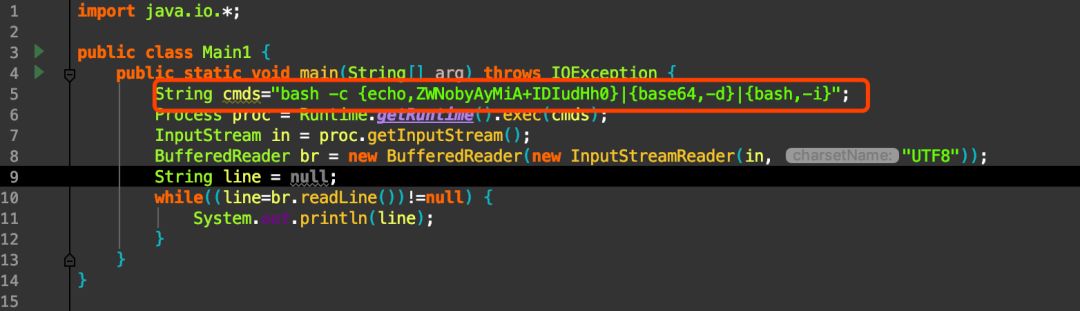 1 import java.io.*;
2
3 public class Main1 {
4 public static void main(String[] arg) throws IOException {
5 String cmds="bash -c {echo,ZWNobyAyMiA+IDIudHh0}|{base64,-d}|{bash,-i}";
6 Process proc = Runtime.getRuntime().exec(cmds);
7 InputStream in = proc.getInputStream();
8 BufferedReader br = new BufferedReader(new InputStreamReader(in, charsetName: "UTF8"));
9 String line = null;
10 while((line=br.readLine())!=null) {
11 System.out.println(line);
12 }
13 }
14 }
15